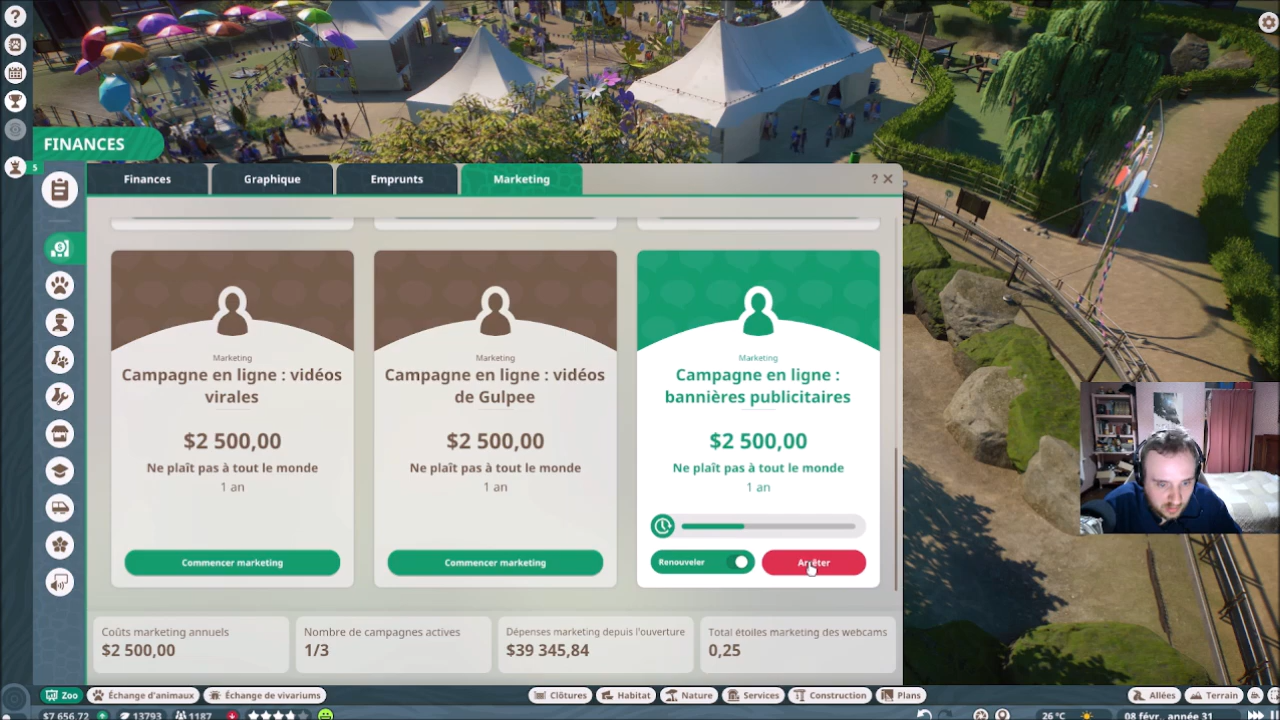 FINANCES
5
Finances
Graphique
Emprunts
Marketing
?
Marketing
Campagne en ligne : vidéos
virales
$2 500,00
Ne plaît pas à tout le monde
1 an
Commencer marketing
Marketing
Campagne en ligne : vidéos
de Gulpee
$2 500,00
Ne plaît pas à tout le monde
1 an
Commencer marketing
Marketing
Campagne en ligne :
bannières publicitaires
$2 500,00
Ne plaît pas à tout le monde
1 an
Renouveler
Arrêter
Coûts marketing annuels
$2 500,00
Nombre de campagnes actives
1/3
Dépenses marketing depuis l'ouverture
$39 345,84
Total étoiles marketing des webcams
0,25
Zoo
Échange d'animaux
Échange de vivariums
Clôtures
Habitat
Nature
Services
Construction
Plans
Allées
Terrain
$7 656,72
13793
1187
26 °C
08 févr., année 31